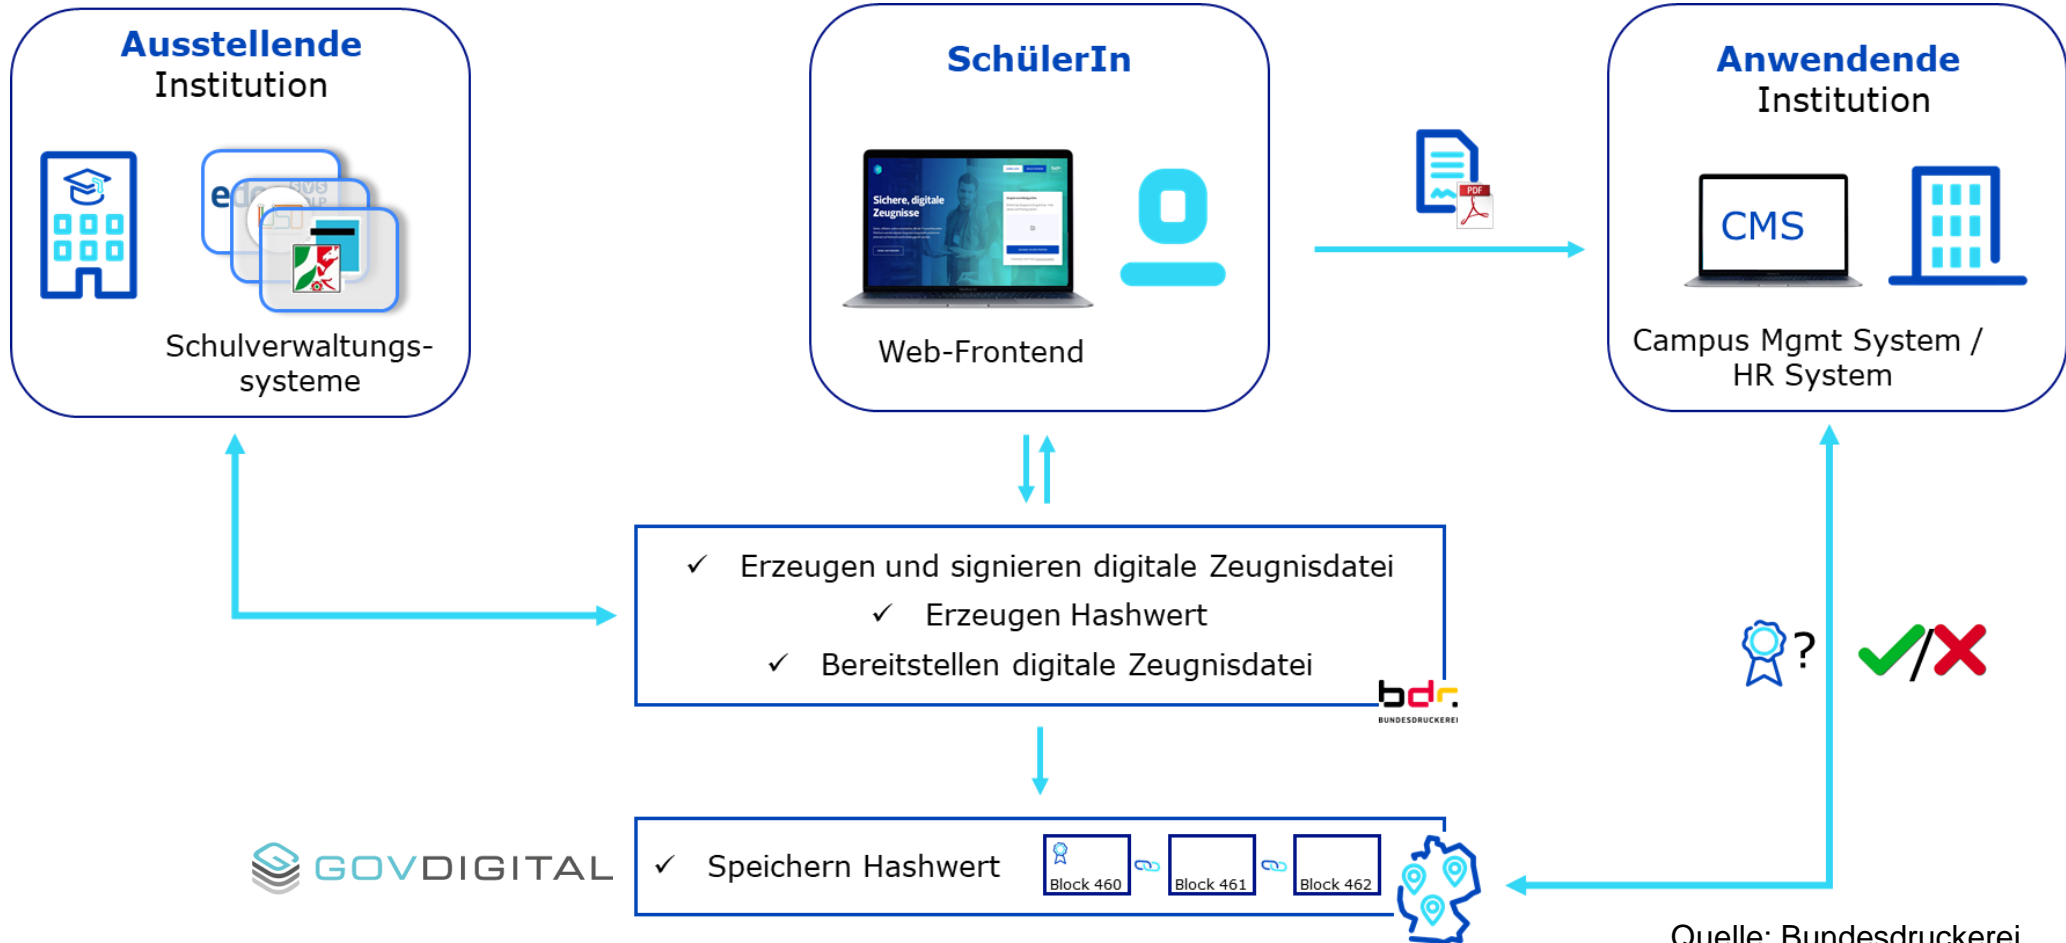 Ausstellende
Institution
Schulverwaltungs-
systeme
SchülerIn
Sichere, digitale
Zeugnisse
Web-Frontend
PDF
Anwendende
Institution
CMS
Campus Mgmt System /
HR System
✓ Erzeugen und signieren digitale Zeugnisdatei
✓ Erzeugen Hashwert
✓ Bereitstellen digitale Zeugnisdatei
bdr.
BUNDESDRUCKEREI
?
/
GOVDIGITAL
✓ Speichern Hashwert
Block 460
Block 461
Block 462
Quelle: Bundesdruckerei